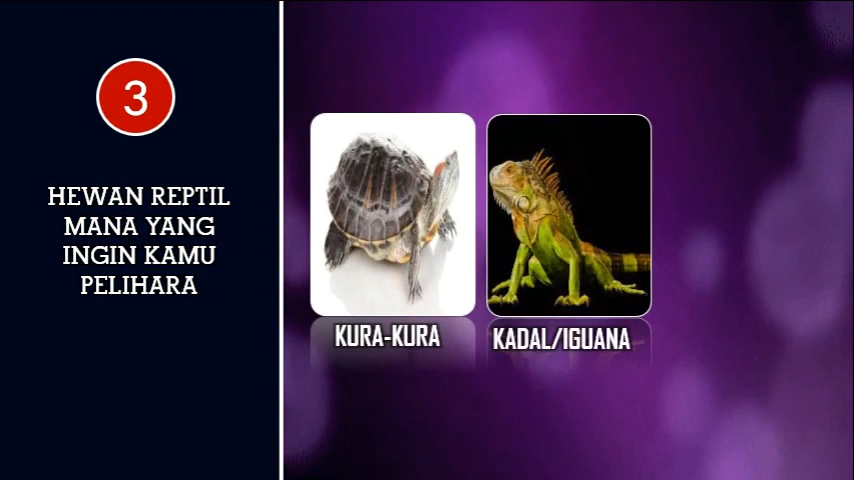 3
HEWAN REPTIL
MANA YANG
INGIN KAMU
PELIHARA
KURA-KURA
KADAL/IGUANA